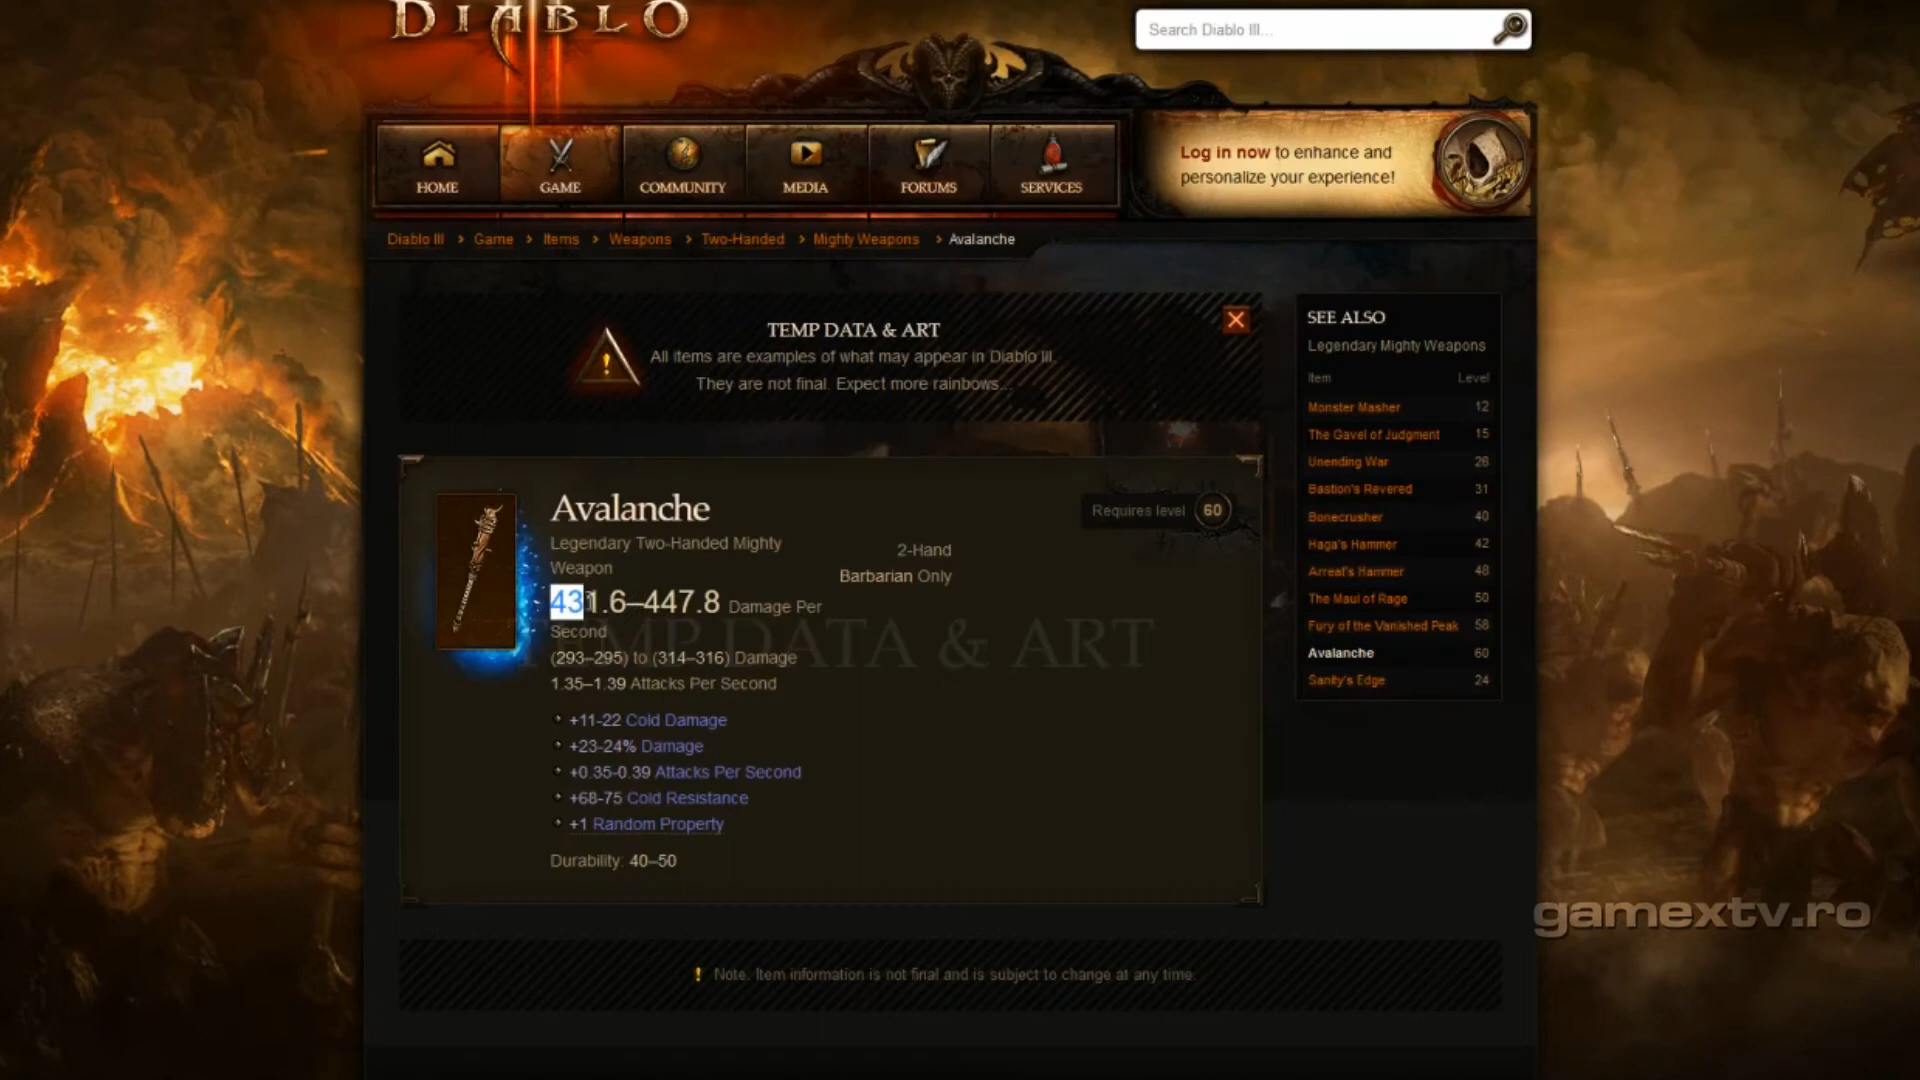 DIABLO
Search Diablo III...
HOME
GAME
COMMUNITY
MEDIA
FORUMS
SERVICES
Log in now to enhance and
personalize your experience!
Diablo III > Game > Items > Weapons > Two-Handed > Mighty Weapons > Avalanche
TEMP DATA & ART
All items are examples of what may appear in Diablo III.
They are not final. Expect more rainbows...
Avalanche
Requires level 60
Legendary Two-Handed Mighty
Weapon
2-Hand
Barbarian Only
431.6–447.8 Damage Per
Second
TEMP DATA & ART
(293–295) to (314–316) Damage
1.35–1.39 Attacks Per Second
+11-22 Cold Damage
+23-24% Damage
+0.35-0.39 Attacks Per Second
+68-75 Cold Resistance
+1 Random Property
Durability: 40–50
SEE ALSO
Legendary Mighty Weapons
Item Level
Monster Masher 12
The Gavel of Judgment 15
Unending War 26
Bastion's Revered 31
Bonecrusher 40
Haga's Hammer 42
Arreat's Hammer 48
The Maul of Rage 50
Fury of the Vanished Peak 58
Avalanche 60
Sanity's Edge 24
gamextv.ro
! Note. Item information is not final and is subject to change at any time.